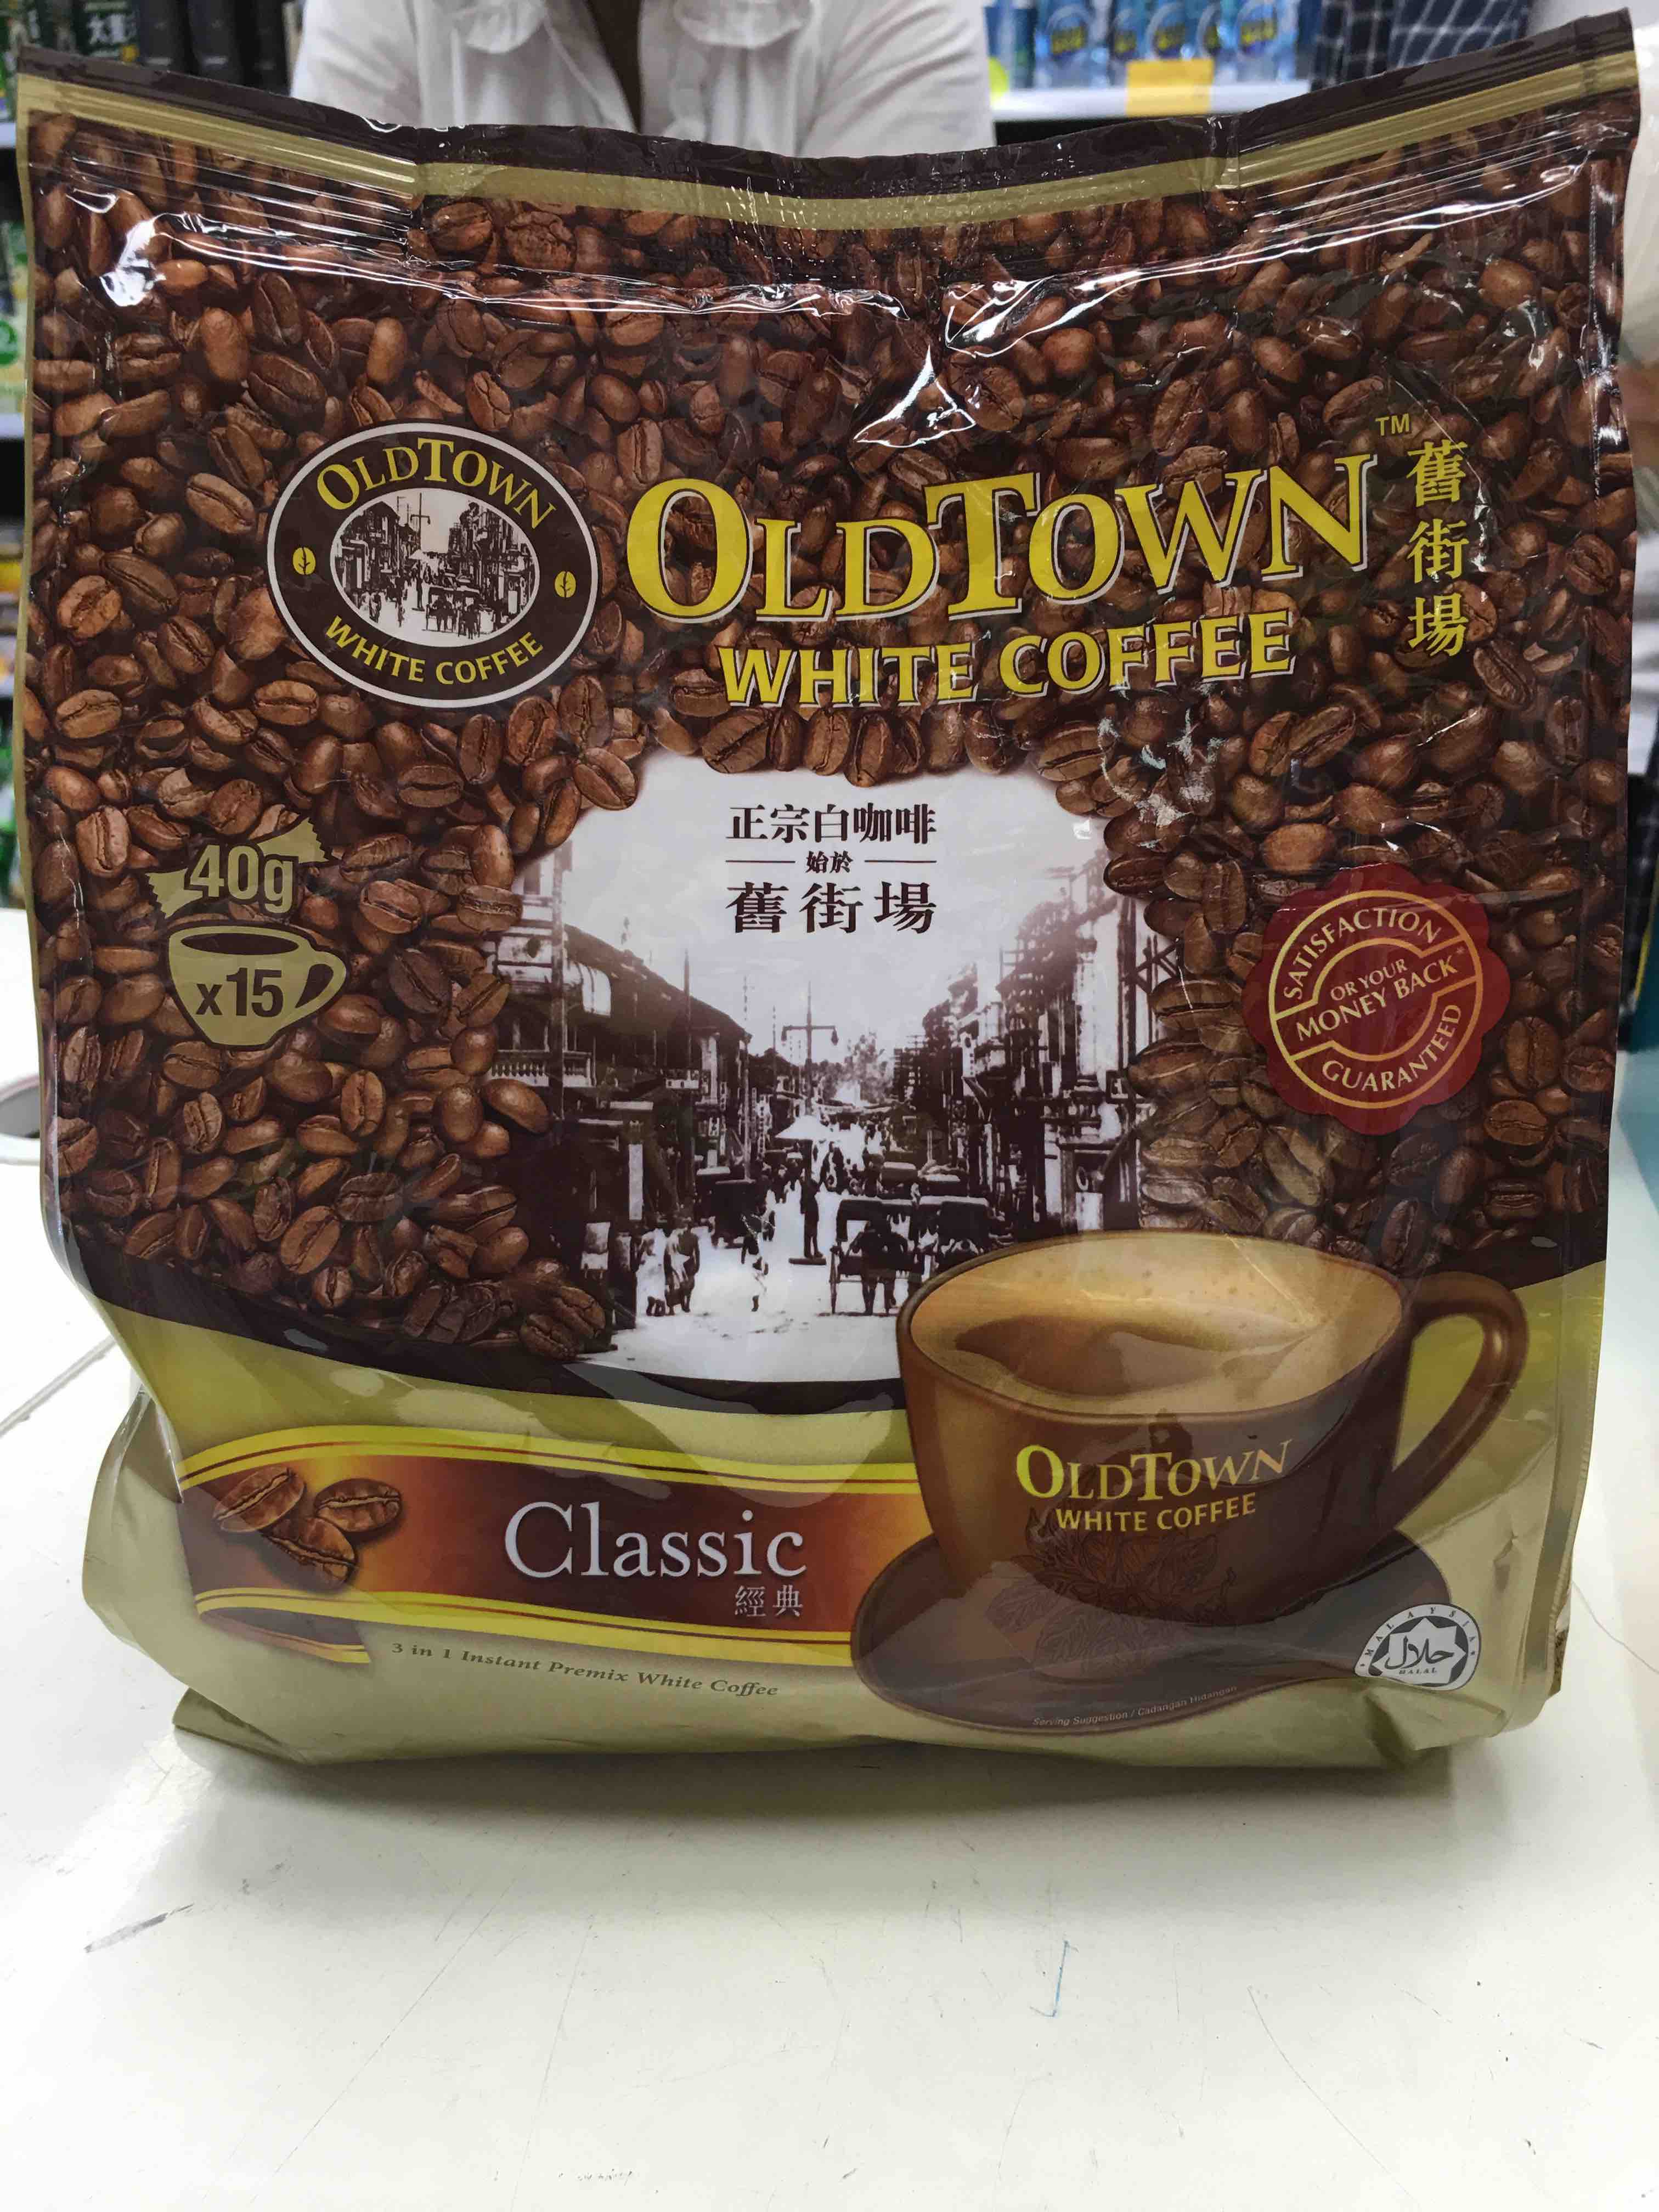 OLDTOWN
WHITE COFFEE
OLDTOWN
WHITE COFFEE
TM
舊街場
正宗白咖啡
始於
舊街場
40g
x15
SATISFACTION
OR YOUR
MONEY BACK*
GUARANTEED
OLDTOWN
WHITE COFFEE
Classic
經典
3 in 1 Instant Premix White Coffee
Serving Suggestion / Cadangan Hidangan
MALAYSIA
حلال
HALAL